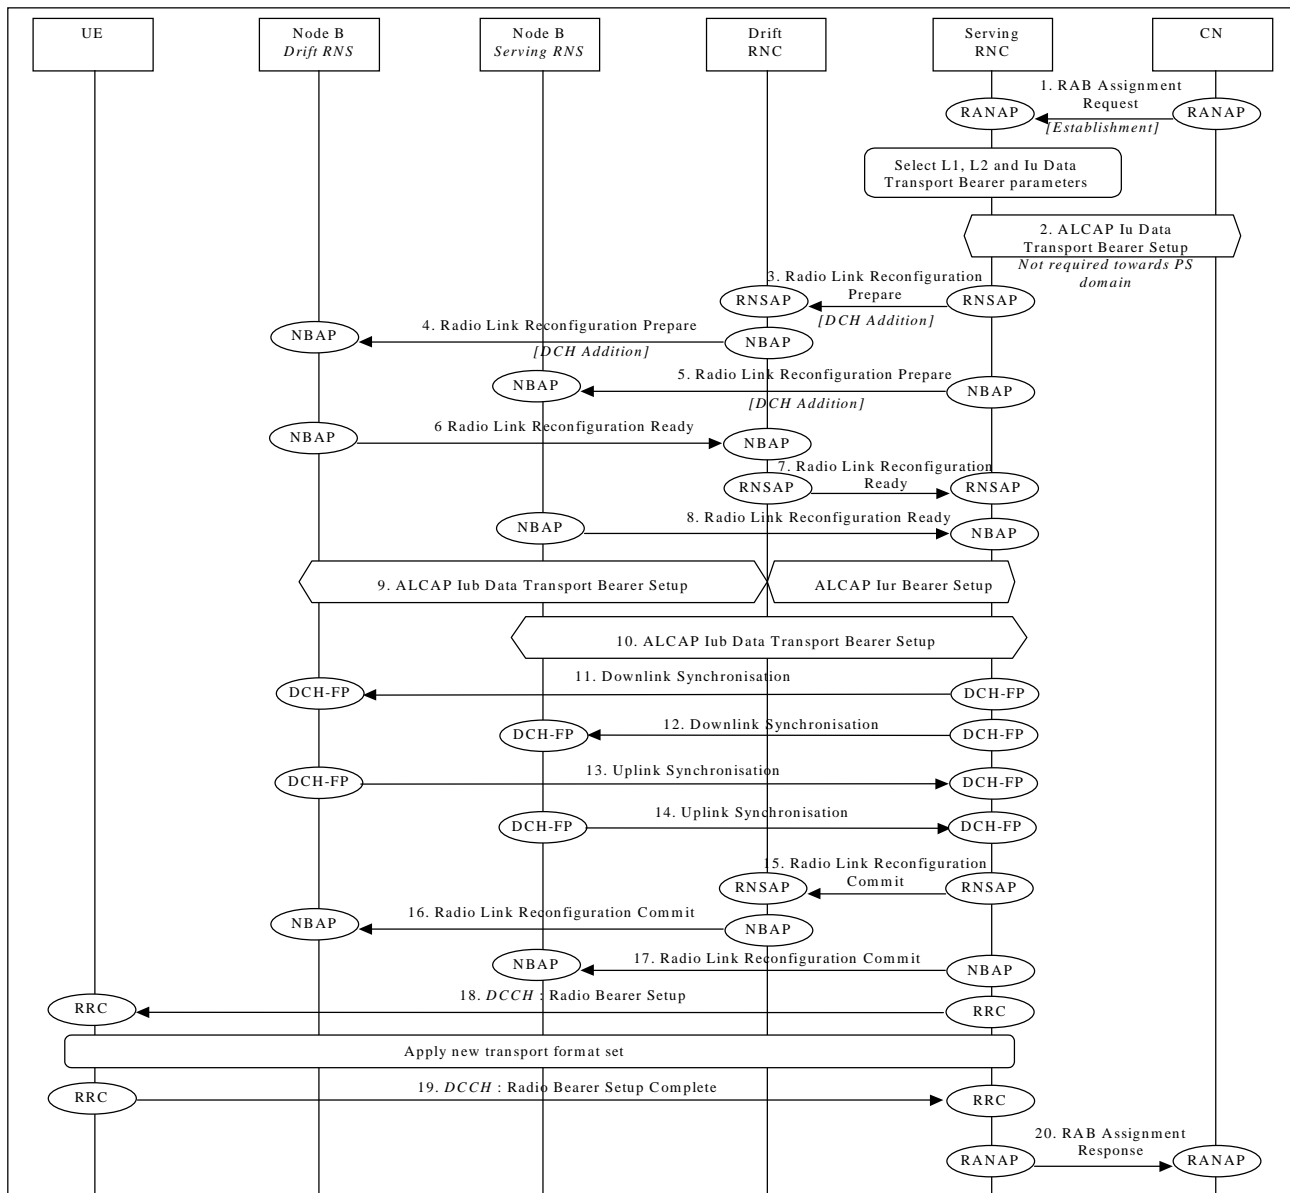 UE
Node B
Drift RNS
Node B
Serving RNS
Drift
RNC
Serving
RNC
CN
1. RAB Assignment
Request
RANAP
RANAP
[Establishment]
Select L1, L2 and Iu Data
Transport Bearer parameters
2. ALCAP Iu Data
Transport Bearer Setup
Not required towards PS
domain
3. Radio Link Reconfiguration
Prepare
RNSAP
RNSAP
[DCH Addition]
4. Radio Link Reconfiguration Prepare
NBAP
NBAP
[DCH Addition]
5. Radio Link Reconfiguration Prepare
NBAP
NBAP
[DCH Addition]
6 Radio Link Reconfiguration Ready
NBAP
NBAP
7. Radio Link Reconfiguration
Ready
RNSAP
RNSAP
8. Radio Link Reconfiguration Ready
NBAP
NBAP
9. ALCAP Iub Data Transport Bearer Setup
ALCAP Iur Bearer Setup
10. ALCAP Iub Data Transport Bearer Setup
11. Downlink Synchronisation
DCH-FP
DCH-FP
12. Downlink Synchronisation
DCH-FP
DCH-FP
13. Uplink Synchronisation
DCH-FP
DCH-FP
14. Uplink Synchronisation
DCH-FP
DCH-FP
15. Radio Link Reconfiguration
Commit
RNSAP
RNSAP
16. Radio Link Reconfiguration Commit
NBAP
NBAP
17. Radio Link Reconfiguration Commit
NBAP
NBAP
18. DCCH : Radio Bearer Setup
RRC
RRC
Apply new transport format set
19. DCCH : Radio Bearer Setup Complete
RRC
RRC
20. RAB Assignment
Response
RANAP
RANAP